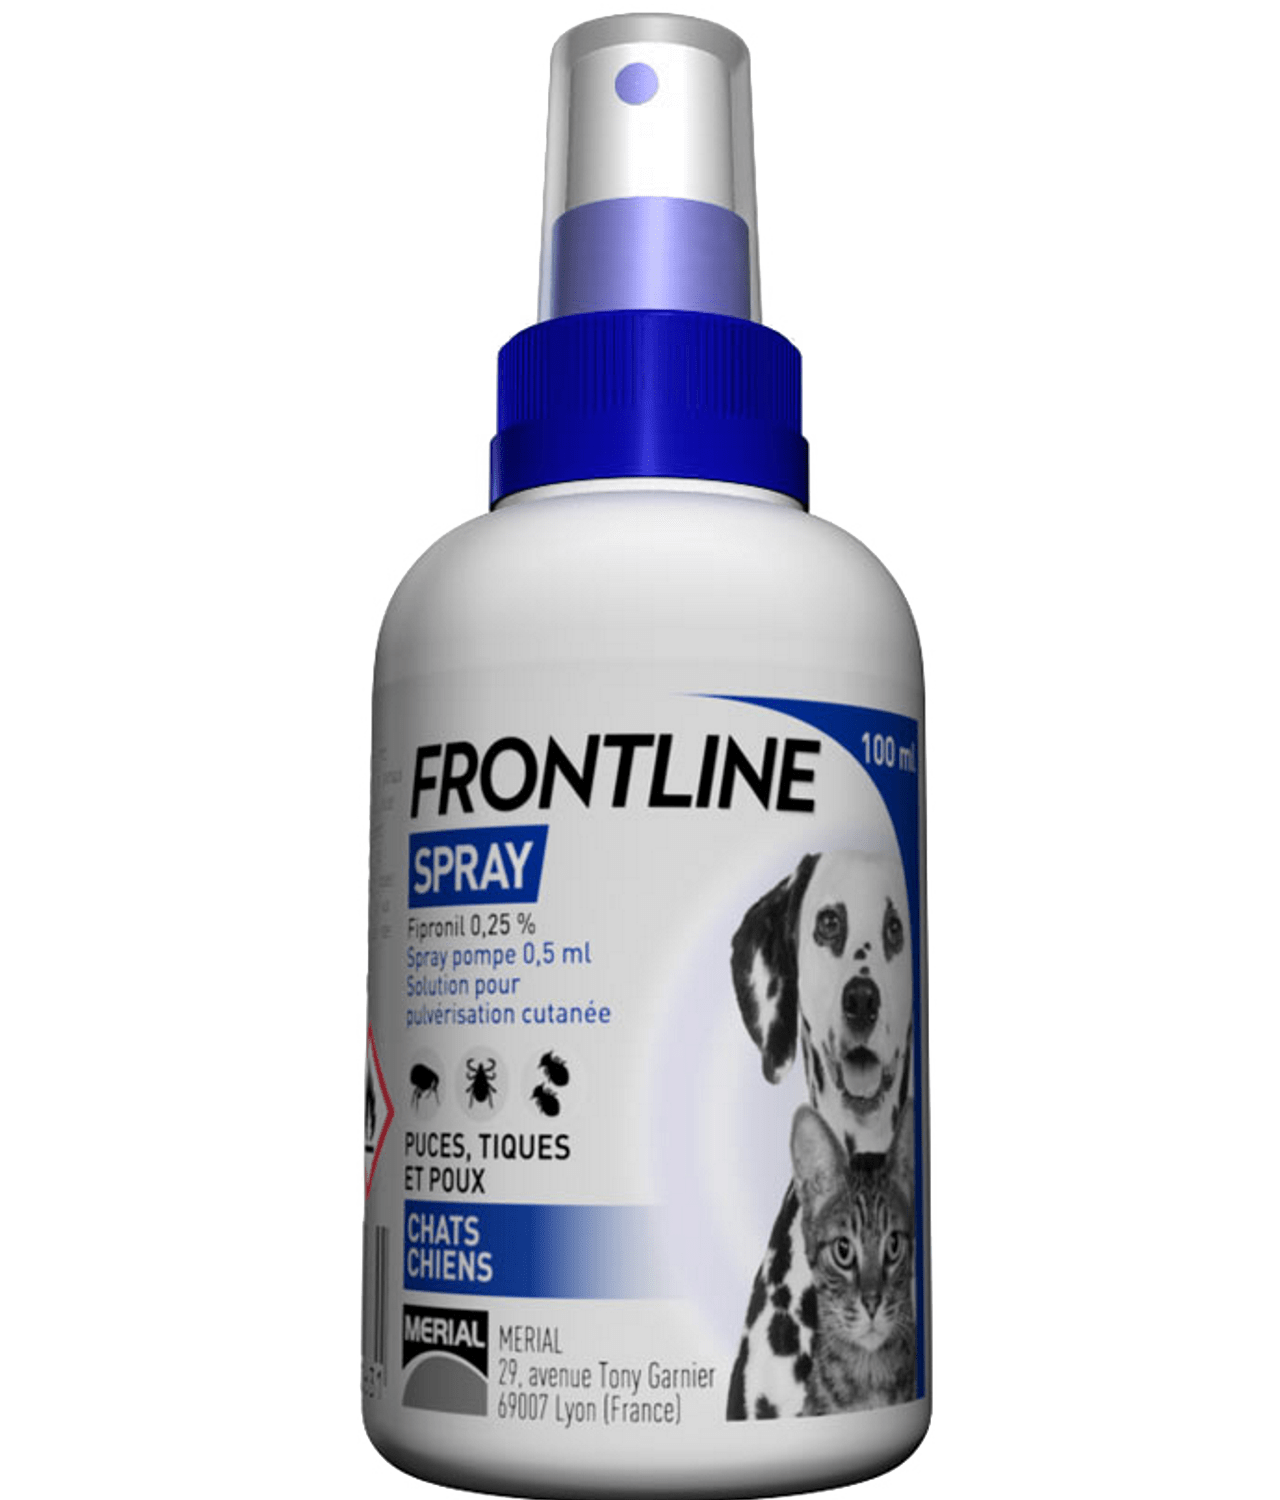 100 ml
FRONTLINE
SPRAY
Fipronil 0,25 %
Spray pompe 0,5 ml
Solution pour
pulvérisation cutanée
PUCES, TIQUES
ET POUX
CHATS
CHIENS
MERIAL
MERIAL
29, avenue Tony Garnier
69007 Lyon (France)